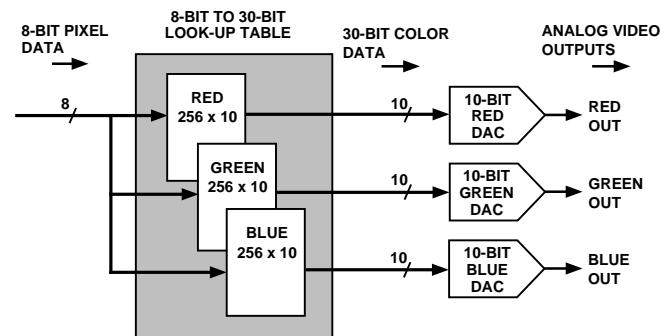 8-BIT PIXEL
DATA
8-BIT TO 30-BIT
LOOK-UP TABLE
30-BIT COLOR
DATA
ANALOG VIDEO
OUTPUTS
8
RED
256 x 10
10
10-BIT
RED
DAC
RED
OUT
GREEN
256 x 10
10
10-BIT
GREEN
DAC
GREEN
OUT
BLUE
256 x 10
10
10-BIT
BLUE
DAC
BLUE
OUT